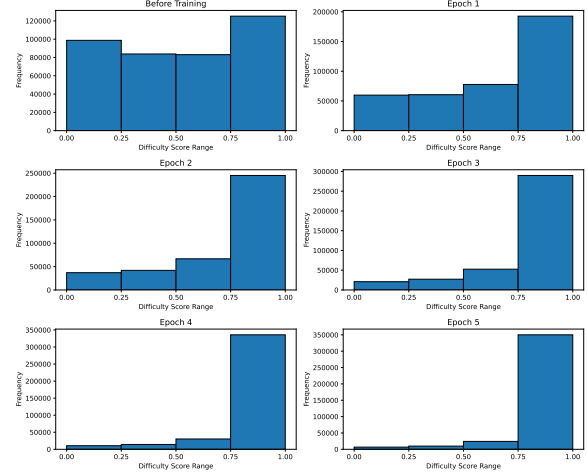 Before Training
120000
100000
80000
60000
40000
20000
0
Frequency
0.00 0.25 0.50 0.75 1.00
Difficulty Score Range
Epoch 1
200000
150000
100000
50000
0
Frequency
0.00 0.25 0.50 0.75 1.00
Difficulty Score Range
Epoch 2
250000
200000
150000
100000
50000
0
Frequency
0.00 0.25 0.50 0.75 1.00
Difficulty Score Range
Epoch 3
300000
250000
200000
150000
100000
50000
0
Frequency
0.00 0.25 0.50 0.75 1.00
Difficulty Score Range
Epoch 4
350000
300000
250000
200000
150000
100000
50000
0
Frequency
0.00 0.25 0.50 0.75 1.00
Difficulty Score Range
Epoch 5
350000
300000
250000
200000
150000
100000
50000
0
Frequency
0.00 0.25 0.50 0.75 1.00
Difficulty Score Range